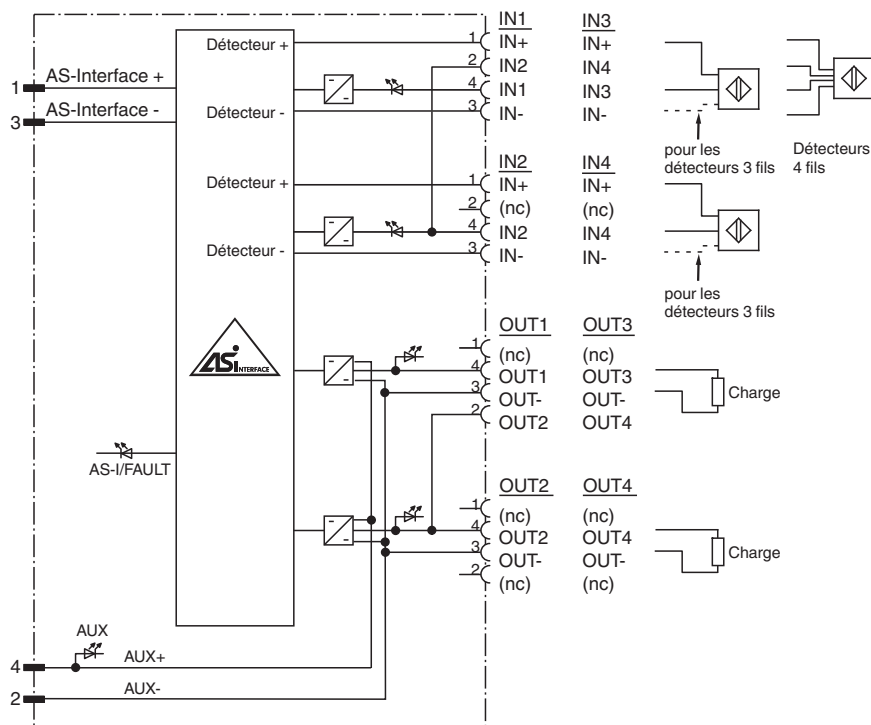 1 AS-Interface +
3 AS-Interface -
Détecteur +
Détecteur -
Détecteur +
Détecteur -
ASi INTERFACE
AS-I/FAULT
AUX
4 AUX+
2 AUX-
IN1 IN3
1 IN+ IN+
2 IN2 IN4
4 IN1 IN3
3 IN- IN-
pour les
détecteurs 3 fils
Détecteurs
4 fils
IN2 IN4
1 IN+ IN+
2 (nc) (nc)
4 IN2 IN4
3 IN- IN-
pour les
détecteurs 3 fils
OUT1 OUT3
1 (nc) (nc)
4 OUT1 OUT3
3 OUT- OUT-
2 OUT2 OUT4
Charge
OUT2 OUT4
1 (nc) (nc)
4 OUT2 OUT4
3 OUT- OUT-
2 (nc) (nc)
Charge